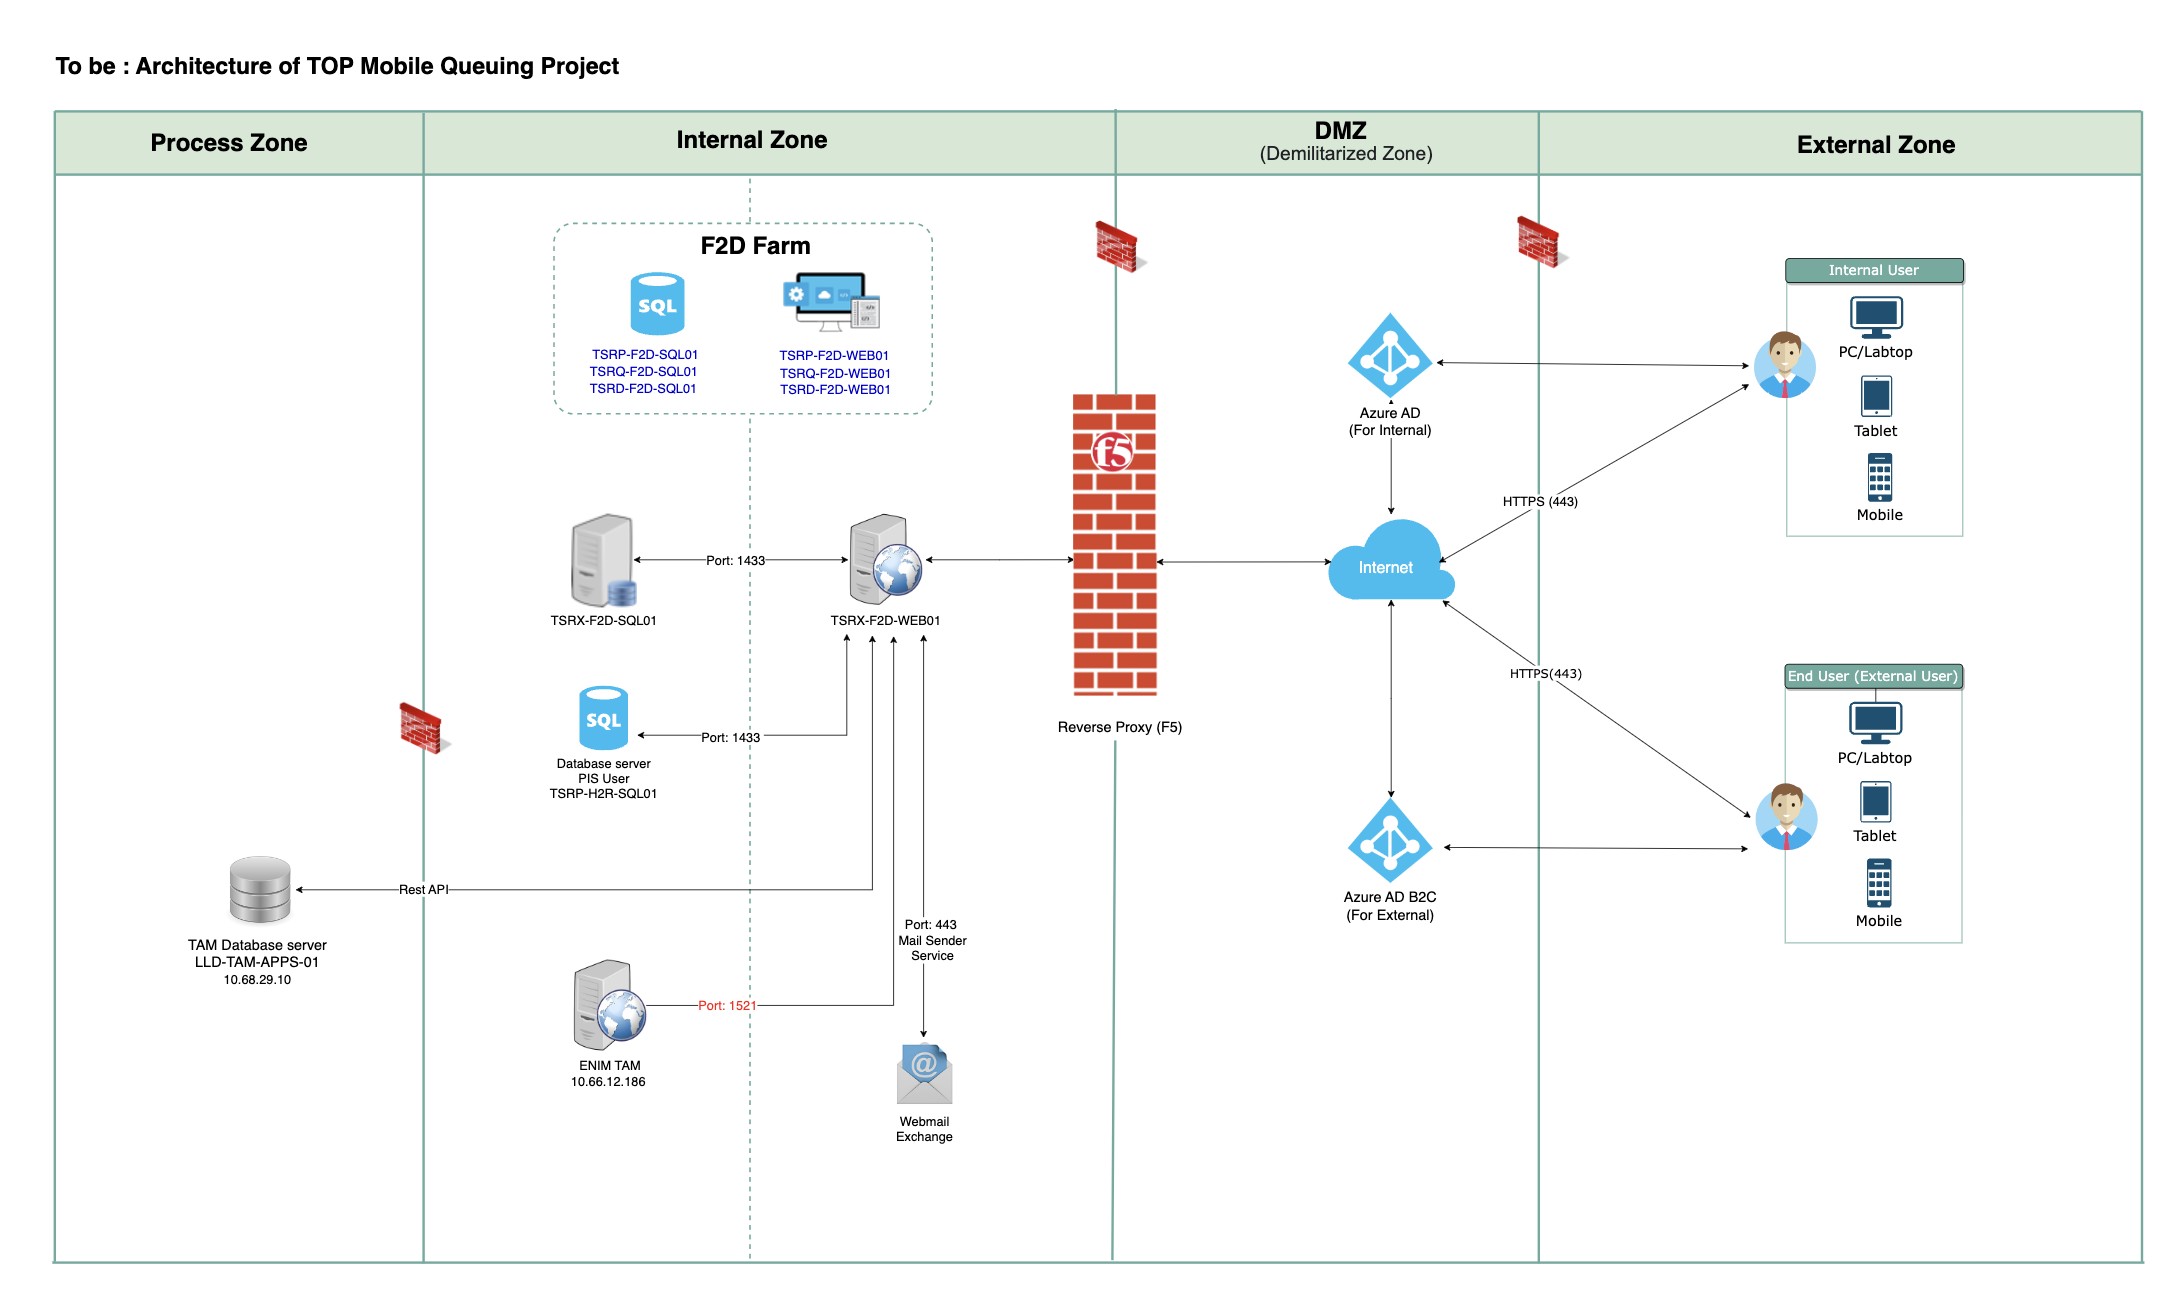 To be : Architecture of TOP Mobile Queuing Project
Process Zone
Internal Zone
DMZ
(Demilitarized Zone)
External Zone
F2D Farm
SQL
TSRP-F2D-SQL01
TSRQ-F2D-SQL01
TSRD-F2D-SQL01
TSRP-F2D-WEB01
TSRQ-F2D-WEB01
TSRD-F2D-WEB01
Internal User
PC/Labtop
Tablet
Mobile
Azure AD
(For Internal)
f5
HTTPS (443)
Port: 1433
Internet
TSRX-F2D-SQL01
TSRX-F2D-WEB01
HTTPS(443)
End User (External User)
PC/Labtop
Tablet
Mobile
SQL
Port: 1433
Database server
PIS User
TSRP-H2R-SQL01
Reverse Proxy (F5)
Rest API
Azure AD B2C
(For External)
TAM Database server
LLD-TAM-APPS-01
10.68.29.10
Port: 443
Mail Sender
Service
Port: 1521
ENIM TAM
10.66.12.186
@
Webmail
Exchange